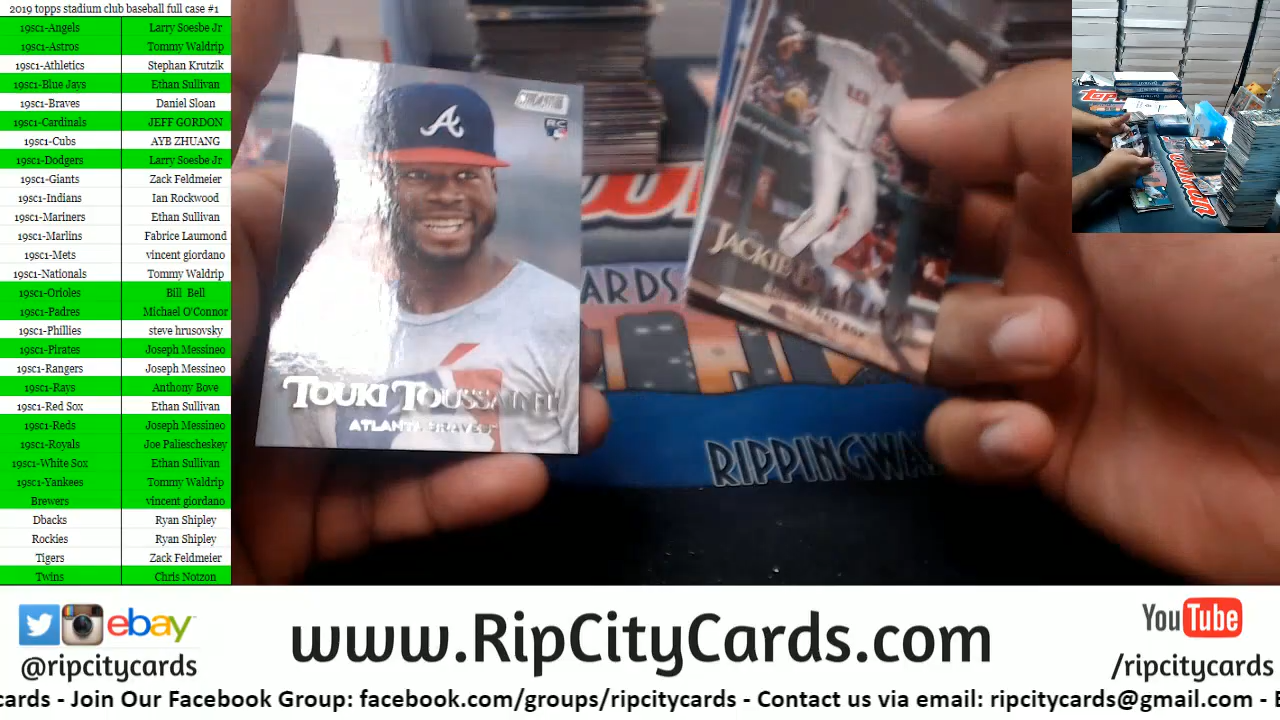 2019 topps stadium club baseball full case #1
19sc1-Angels Larry Soesbe Jr
19sc1-Astros Tommy Waldrip
19sc1-Athletics Stephan Krutzik
19sc1-Blue Jays Ethan Sullivan
19sc1-Braves Daniel Sloan
19sc1-Cardinals JEFF GORDON
19sc1-Cubs AYB ZHUANG
19sc1-Dodgers Larry Soesbe Jr
19sc1-Giants Zack Feldmeier
19sc1-Indians Ian Rockwood
19sc1-Mariners Ethan Sullivan
19sc1-Marlins Fabrice Laumond
19sc1-Mets vincent giordano
19sc1-Nationals Tommy Waldrip
19sc1-Orioles Bill Bell
19sc1-Padres Michael O'Connor
19sc1-Phillies steve hrusovsky
19sc1-Pirates Joseph Messineo
19sc1-Rangers Joseph Messineo
19sc1-Rays Anthony Bove
19sc1-Red Sox Ethan Sullivan
19sc1-Reds Joseph Messineo
19sc1-Royals Joe Paliescheskey
19sc1-White Sox Ethan Sullivan
19sc1-Yankees Tommy Waldrip
Brewers vincent giordano
Dbacks Ryan Shipley
Rockies Ryan Shipley
Tigers Zack Feldmeier
Twins Chris Notzon
A
RC
TOUKI TOUSSAINT
ATLANTA BRAVES
JACKIE
CARDS
RIPPINGWA
ebay
@ripcitycards
www.RipCityCards.com
YouTube
/ripcitycards
cards - Join Our Facebook Group: facebook.com/groups/ripcitycards - Contact us via email: ripcitycards@gmail.com -